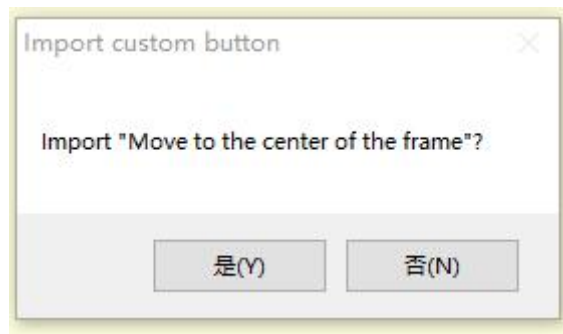 Import custom button
Import "Move to the center of the frame"?
是(Y)
否(N)